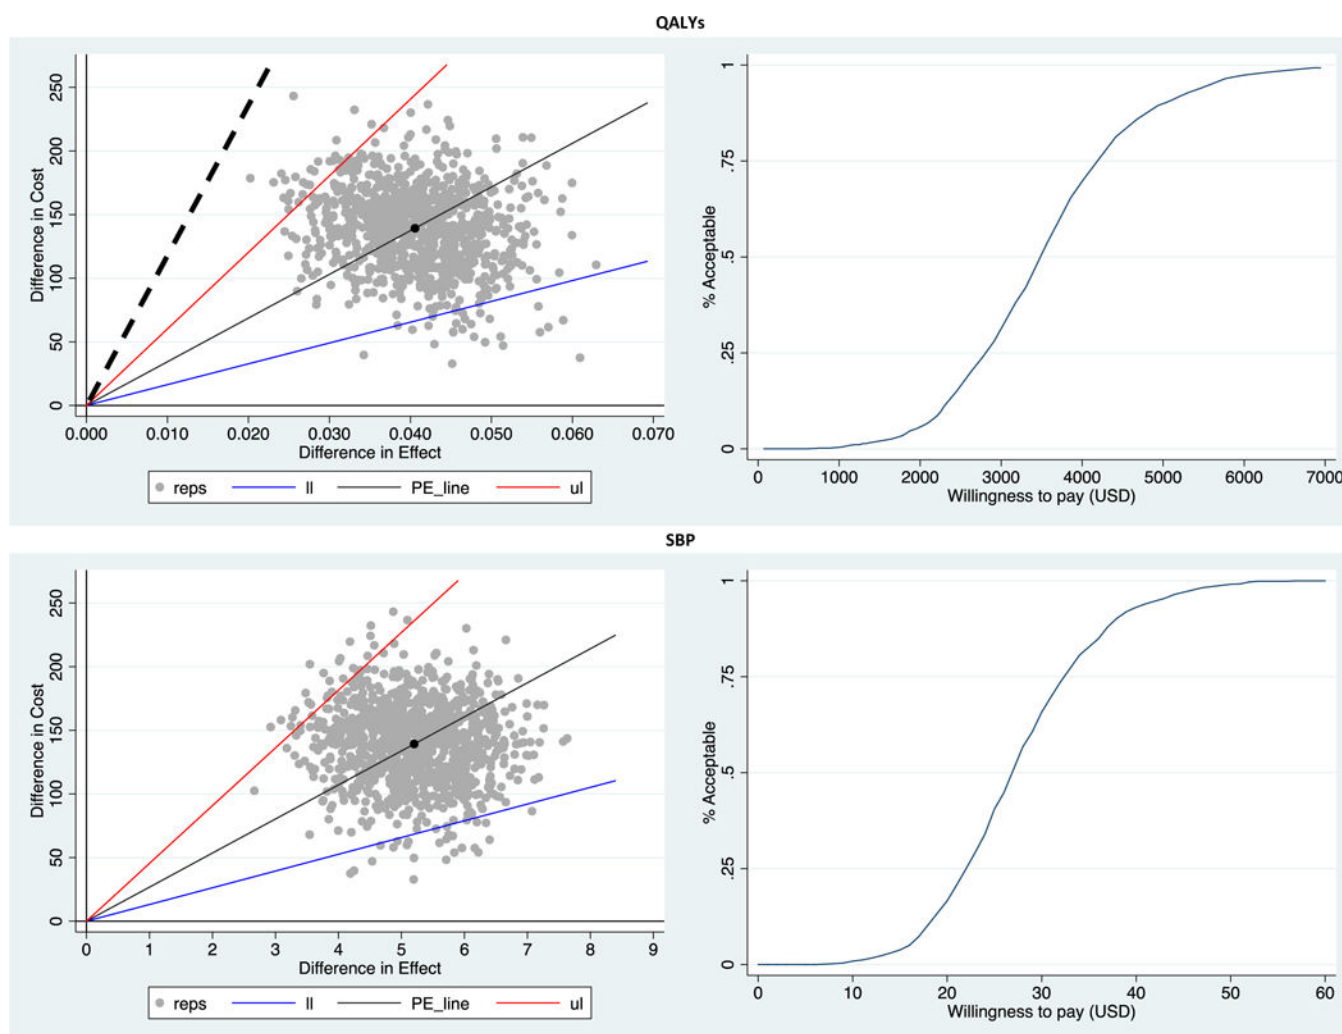 QALYs
Difference in Cost
250
200
150
100
50
0
0.000 0.010 0.020 0.030 0.040 0.050 0.060 0.070
Difference in Effect
reps ll PE_line ul
% Acceptable
1
.75
.5
.25
0
0 1000 2000 3000 4000 5000 6000 7000
Willingness to pay (USD)
SBP
Difference in Cost
250
200
150
100
50
0
0 1 2 3 4 5 6 7 8 9
Difference in Effect
reps ll PE_line ul
% Acceptable
1
.75
.5
.25
0
0 10 20 30 40 50 60
Willingness to pay (USD)